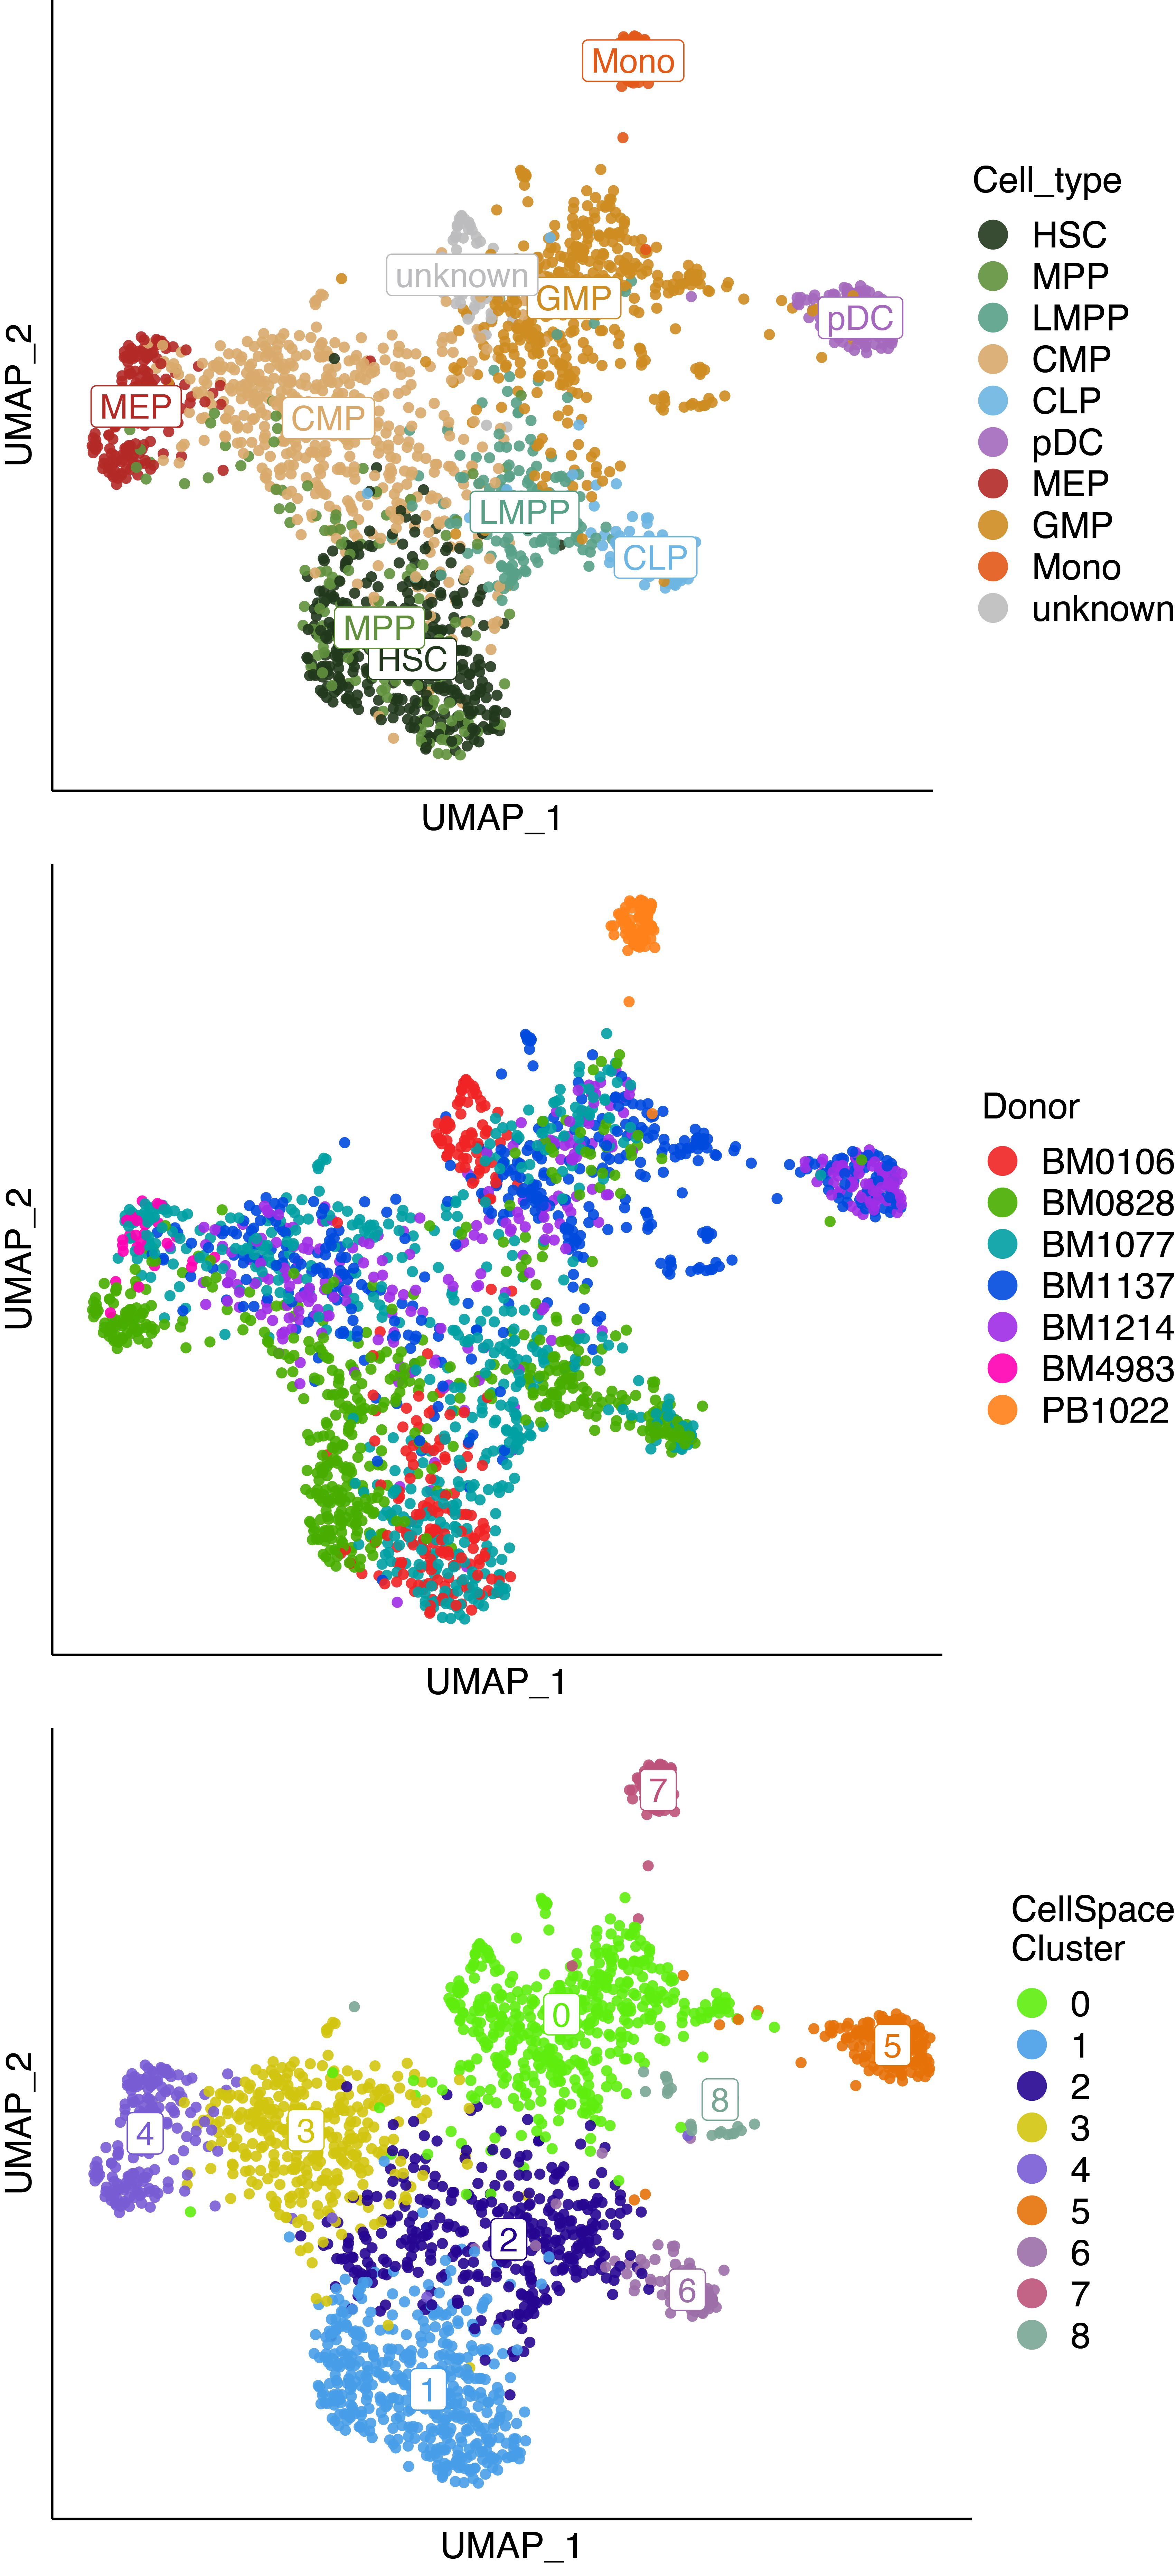 Mono
unknown
GMP
pDC
MEP
CMP
LMPP
CLP
MPP
HSC
UMAP_2
UMAP_1
Cell_type
HSC
MPP
LMPP
CMP
CLP
pDC
MEP
GMP
Mono
unknown
UMAP_2
UMAP_1
Donor
BM0106
BM0828
BM1077
BM1137
BM1214
BM4983
PB1022
7
0
5
8
3
4
2
6
1
UMAP_2
UMAP_1
CellSpace
Cluster
0
1
2
3
4
5
6
7
8